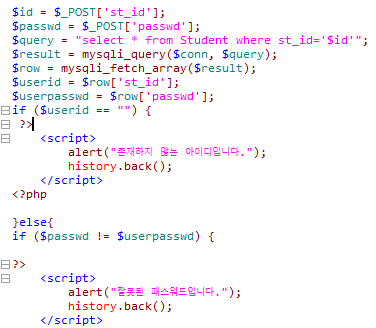 $id = $_POST['st_id'];
$passwd = $_POST['st_passwd'];
$query = "select * from Student where st_id='$id'";
$result = mysqli_query($conn, $query);
$row = mysqli_fetch_array($result);
$userid = $row['st_id'];
$userpasswd = $row['passwd'];
if ($userid == "") {
?>
<script>
alert("존재하지 않는 아이디입니다.");
history.back();
</script>
<?php
}else{
if ($passwd != $userpasswd) {
?>
<script>
alert("잘못된 패스워드입니다.");
history.back();
</script>